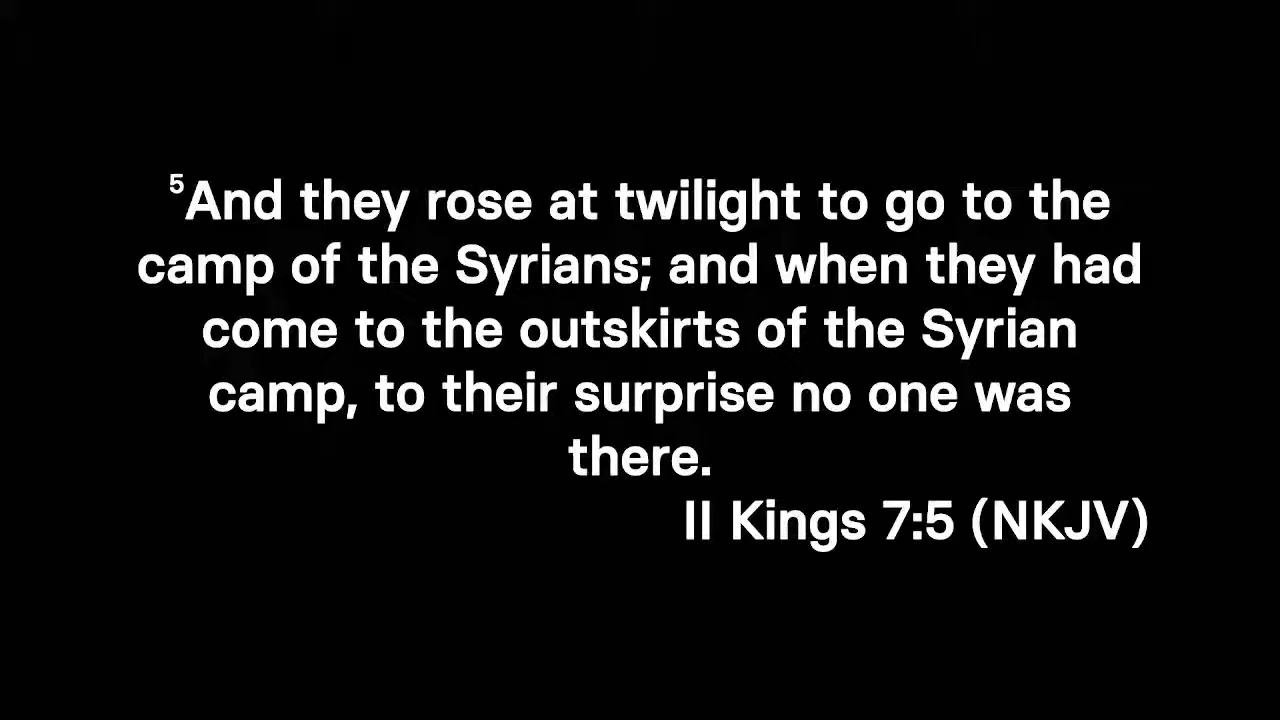 ⁵And they rose at twilight to go to the
camp of the Syrians; and when they had
come to the outskirts of the Syrian
camp, to their surprise no one was
there.
II Kings 7:5 (NKJV)